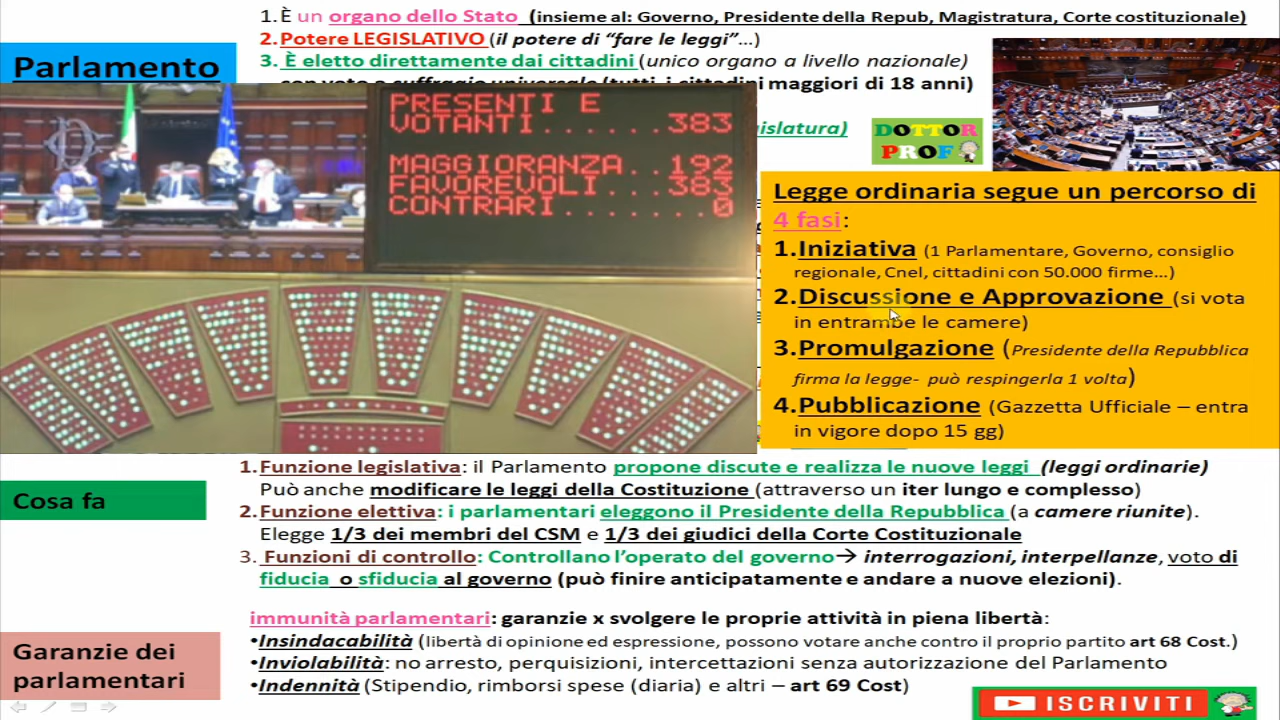 1. È un organo dello Stato (insieme al: Governo, Presidente della Repub, Magistratura, Corte costituzionale)
2. Potere LEGISLATIVO (il potere di “fare le leggi”...)
Parlamento
3. È eletto direttamente dai cittadini (unico organo a livello nazionale)
con voto a suffragio universale (tutti i cittadini maggiori di 18 anni)
islatura)
DOTTOR
PROF
PRESENTI E
VOTANTI......383
MAGGIORANZA..192
FAVOREVOLI...383
CONTRARI.......0
Legge ordinaria segue un percorso di
4 fasi:
1.Iniziativa (1 Parlamentare, Governo, consiglio
regionale, Cnel, cittadini con 50.000 firme...)
2.Discussione e Approvazione (si vota
in entrambe le camere)
3.Promulgazione (Presidente della Repubblica
firma la legge- può respingerla 1 volta)
4.Pubblicazione (Gazzetta Ufficiale – entra
in vigore dopo 15 gg)
Cosa fa
1. Funzione legislativa: il Parlamento propone discute e realizza le nuove leggi (leggi ordinarie)
Può anche modificare le leggi della Costituzione (attraverso un iter lungo e complesso)
2. Funzione elettiva: i parlamentari eleggono il Presidente della Repubblica (a camere riunite).
Elegge 1/3 dei membri del CSM e 1/3 dei giudici della Corte Costituzionale
3. Funzioni di controllo: Controllano l’operato del governo→ interrogazioni, interpellanze, voto di
fiducia o sfiducia al governo (può finire anticipatamente e andare a nuove elezioni).
Garanzie dei
parlamentari
immunità parlamentari: garanzie x svolgere le proprie attività in piena libertà:
•Insindacabilità (libertà di opinione ed espressione, possono votare anche contro il proprio partito art 68 Cost.)
•Inviolabilità: no arresto, perquisizioni, intercettazioni senza autorizzazione del Parlamento
•Indennità (Stipendio, rimborsi spese (diaria) e altri – art 69 Cost)
ISCRIVITI